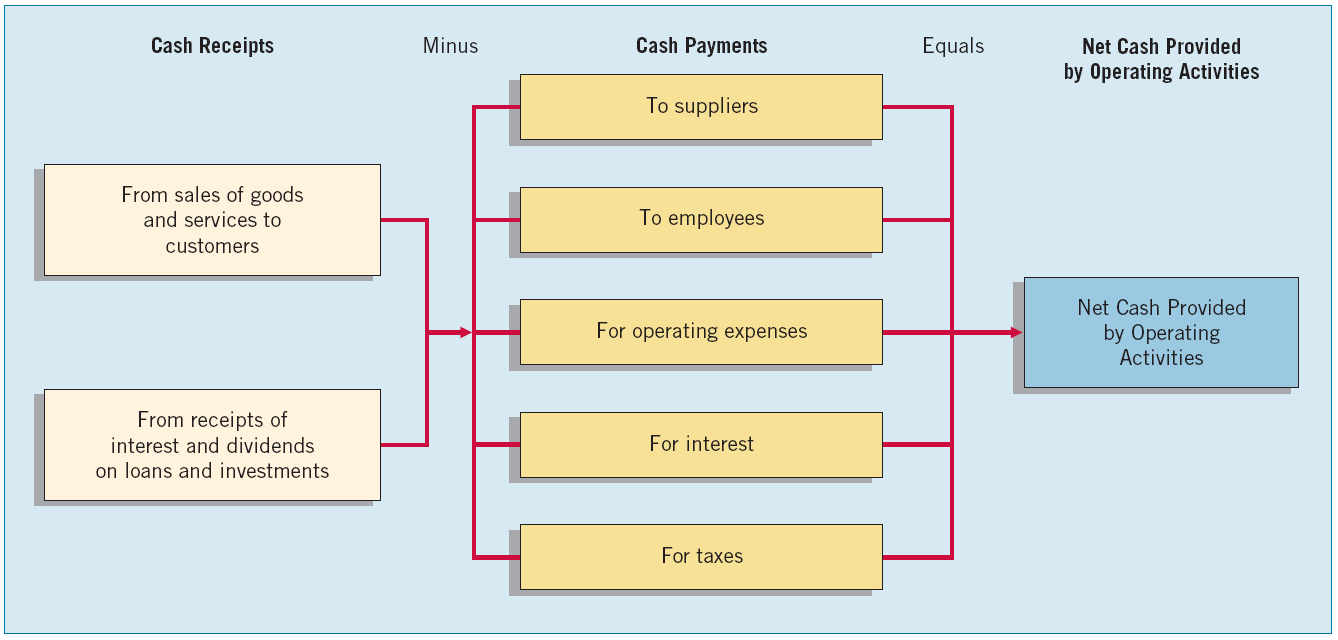 Cash Receipts
Minus
Cash Payments
Equals
Net Cash Provided
by Operating Activities
From sales of goods
and services to
customers
From receipts of
interest and dividends
on loans and investments
To suppliers
To employees
For operating expenses
For interest
For taxes
Net Cash Provided
by Operating
Activities